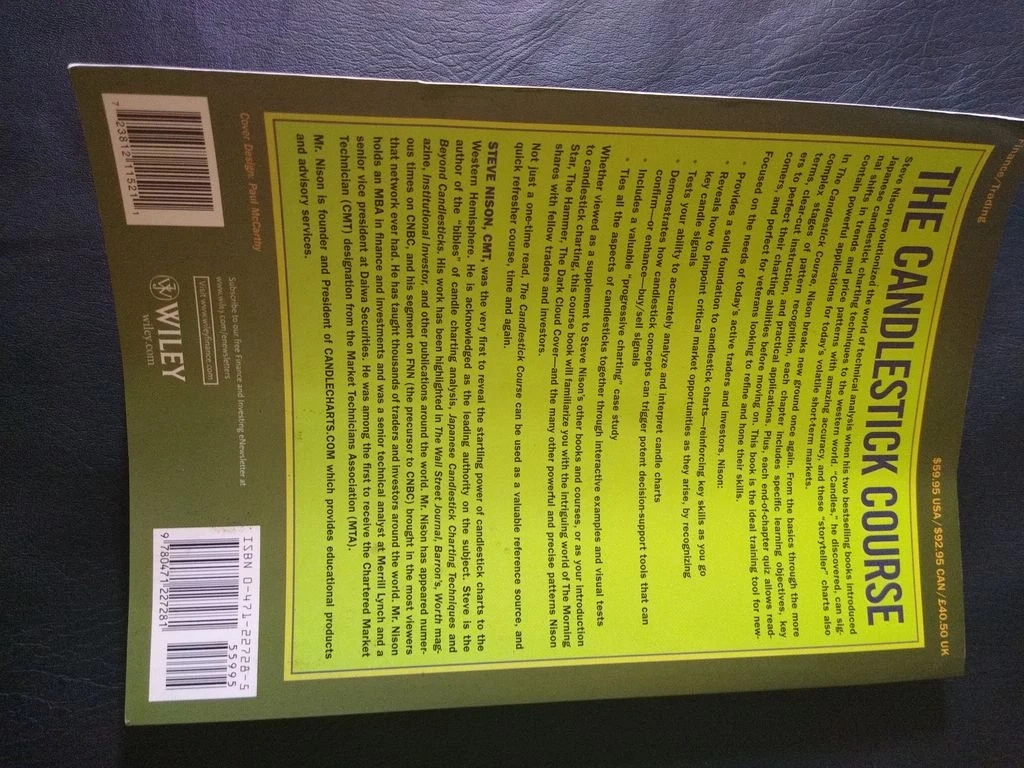 Finance/Trading
$59.95 USA / $92.95 CAN / £40.50 UK
THE CANDLESTICK COURSE
Steve Nison revolutionized the world of technical analysis when his two bestselling books introduced
Japanese candlestick charting techniques to the western world. "Candles," he discovered, can sig-
nal shifts in trends and price patterns with amazing accuracy, and these "storyteller" charts also
contain powerful applications for today's volatile short-term markets.
In The Candlestick Course, Nison breaks new ground once again. From the basics through the more
complex stages of pattern recognition, each chapter includes specific learning objectives, key
terms, clear-cut instruction, and practical applications. Plus, each end-of-chapter quiz allows read-
ers to perfect their charting abilities before moving on. This book is the ideal training tool for new-
comers, and perfect for veterans looking to refine and hone their skills.
Focused on the needs of today's active traders and investors, Nison:
• Provides a solid foundation to candlestick charts—reinforcing key skills as you go
• Reveals how to pinpoint critical market opportunities as they arise, by recognizing
key candle signals
• Tests your ability to accurately analyze and interpret candle charts
• Demonstrates how candlestick concepts can trigger potent decision-support tools that can
confirm—or enhance—buy/sell signals
• Includes a valuable "progressive charting" case study
• Ties all the aspects of candlesticks together through interactive examples and visual tests
Whether viewed as a supplement to Steve Nison's other books and courses, or as your introduction
to candlestick charting, this course book will familiarize you with the intriguing world of The Morning
Star, The Hammer, The Dark Cloud Cover—and the many other powerful and precise patterns Nison
shares with fellow traders and investors.
Not just a one-time read, The Candlestick Course can be used as a valuable reference source, and
quick refresher course, time and again.
STEVE NISON, CMT, was the very first to reveal the startling power of candlestick charts to the
Western Hemisphere. He is acknowledged as the leading authority on the subject. Steve is the
author of the "bibles" of candle charting analysis, Japanese Candlestick Charting Techniques and
Beyond Candlesticks. His work has been highlighted in The Wall Street Journal, Barron's, Worth mag-
azine, Institutional Investor, and other publications around the world. Mr. Nison has appeared numer-
ous times on CNBC, and his segment on FNN (the precursor to CNBC) brought in the most viewers
that network ever had. He has taught thousands of traders and investors around the world. Mr. Nison
holds an MBA in finance and investments and was a senior technical analyst at Merrill Lynch and a
senior vice president at Daiwa Securities. He was among the first to receive the Chartered Market
Technician (CMT) designation from the Market Technicians Association (MTA).
Mr. Nison is founder and President of CANDLECHARTS.COM which provides educational products
and advisory services.
Cover Design: Paul McCarthy
Subscribe to our free Finance and Investing eNewsletter at
www.wiley.com/enewsletters
Visit www.wileyfinance.com
WILEY
wiley.com
7 23812 11521 1
ISBN 0-471-22728-5
55995
9 780471 227281